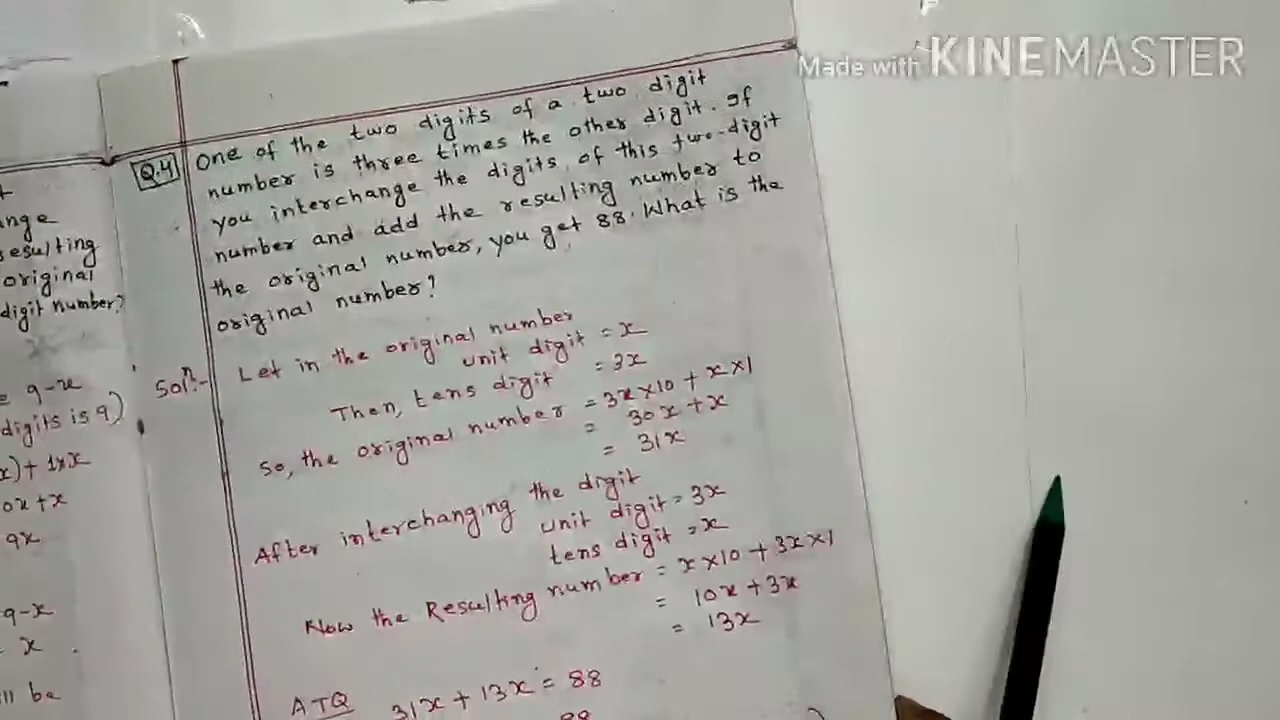 Made with KINEMASTER
Q.4 One of the two digits of a two digit
number is three times the other digit. If
you interchange the digits of this two-digit
number and add the resulting number to
the original number, you get 88. What is the
original number?
Soln:- Let in the original number
unit digit = x
Then, tens digit = 3x
So, the original number = 3x×10 + x×1
= 30x + x
= 31x
After interchanging the digit
unit digit = 3x
tens digit = x
Now the Resulting number = x×10 + 3x×1
= 10x + 3x
= 13x
ATQ 31x + 13x = 88
88
ange
resulting
original
digit number?
9-x
digits is 9)
x) + 1×x
0x+x
9x
9-x
x
ill be